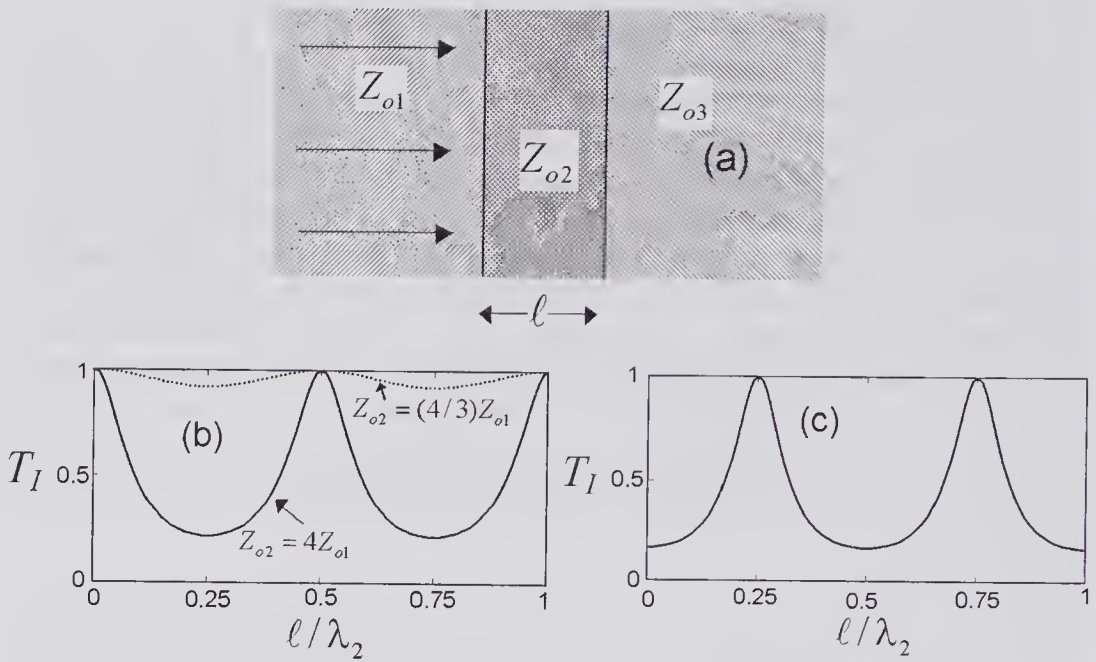 Z_{o1}
Z_{o2}
Z_{o3}
(a)
ℓ
1
0.5
0
T_I
(b)
Z_{o2} = (4/3)Z_{o1}
Z_{o2} = 4Z_{o1}
0 0.25 0.5 0.75 1
ℓ/λ_2
1
0.5
0
T_I
(c)
0 0.25 0.5 0.75 1
ℓ/λ_2